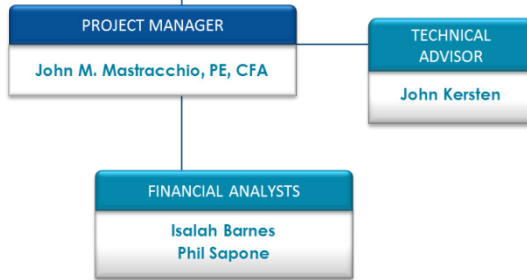 PROJECT MANAGER
John M. Mastracchio, PE, CFA
TECHNICAL
ADVISOR
John Kersten
FINANCIAL ANALYSTS
Isalah Barnes
Phil Sapone